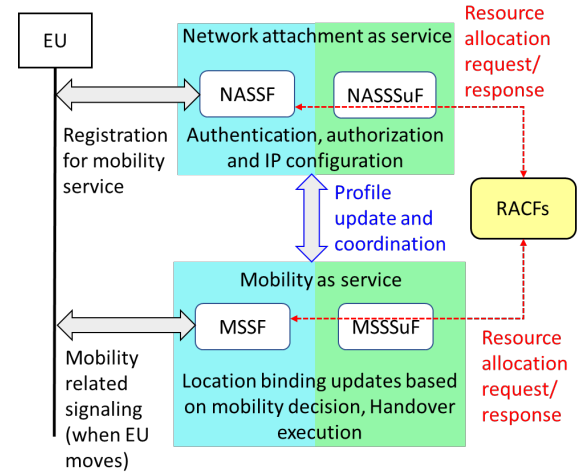 EU
Network attachment as service
NASSF
NASSSuF
Authentication, authorization
and IP configuration
Registration
for mobility
service
Resource
allocation
request/
response
RACFs
Profile
update and
coordination
Mobility as service
MSSF
MSSSuF
Location binding updates based
on mobility decision, Handover
execution
Mobility
related
signaling
(when EU
moves)
Resource
allocation
request/
response